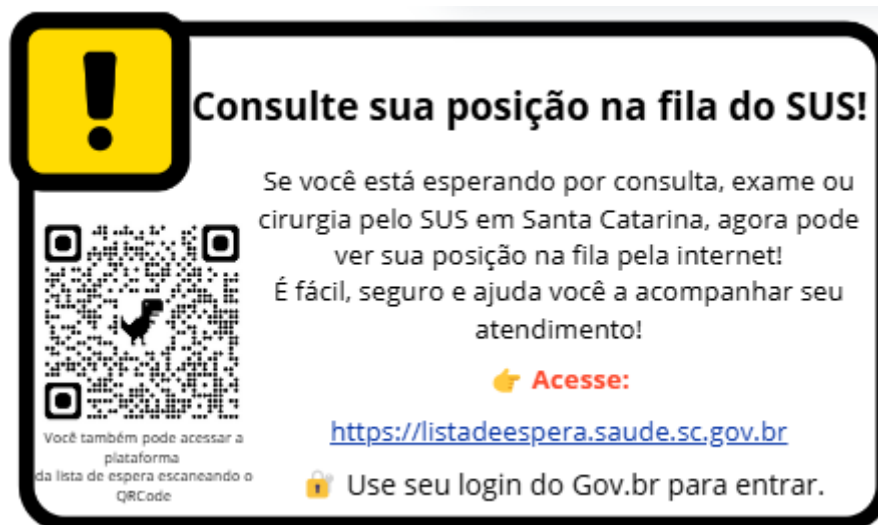 Consulte sua posição na fila do SUS!
Se você está esperando por consulta, exame ou
cirurgia pelo SUS em Santa Catarina, agora pode
ver sua posição na fila pela internet!
É fácil, seguro e ajuda você a acompanhar seu
atendimento!
👉 Acesse:
https://listadeespera.saude.sc.gov.br
🔐 Use seu login do Gov.br para entrar.
Você também pode acessar a
plataforma
da lista de espera escaneando o
QRCode